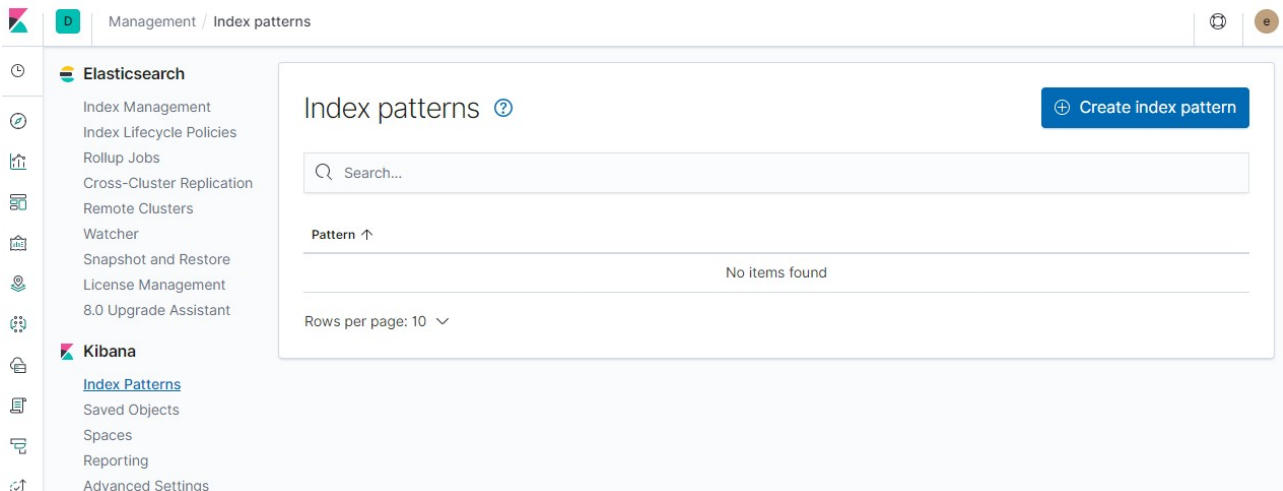 D Management / Index patterns e
Elasticsearch
Index Management
Index Lifecycle Policies
Rollup Jobs
Cross-Cluster Replication
Remote Clusters
Watcher
Snapshot and Restore
License Management
8.0 Upgrade Assistant
Kibana
Index Patterns
Saved Objects
Spaces
Reporting
Advanced Settings
Index patterns ?
Create index pattern
Search...
Pattern ↑
No items found
Rows per page: 10